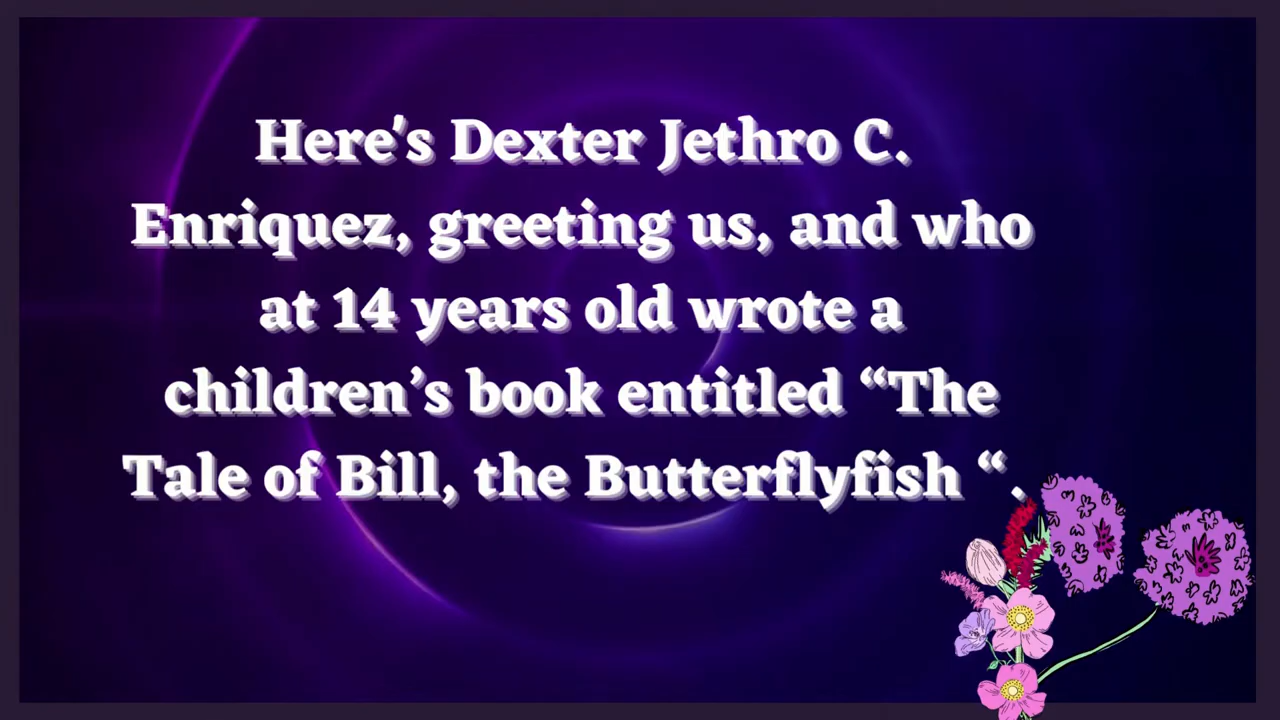 Here's Dexter Jethro C.
Enriquez, greeting us, and who
at 14 years old wrote a
children’s book entitled “The
Tale of Bill, the Butterflyfish “.